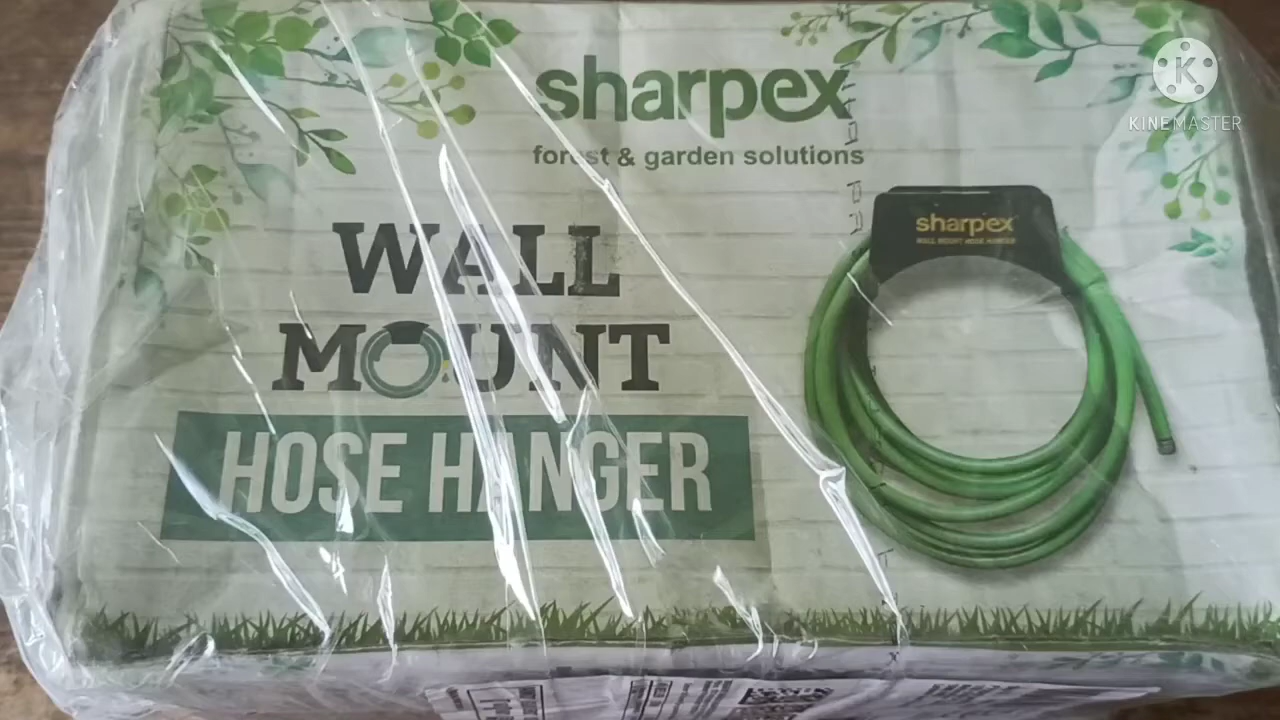 sharpex
forest & garden solutions
KINEMASTER
sharpex
WALL MOUNT HOSE HANGER
WALL
MOUNT
HOSE HANGER